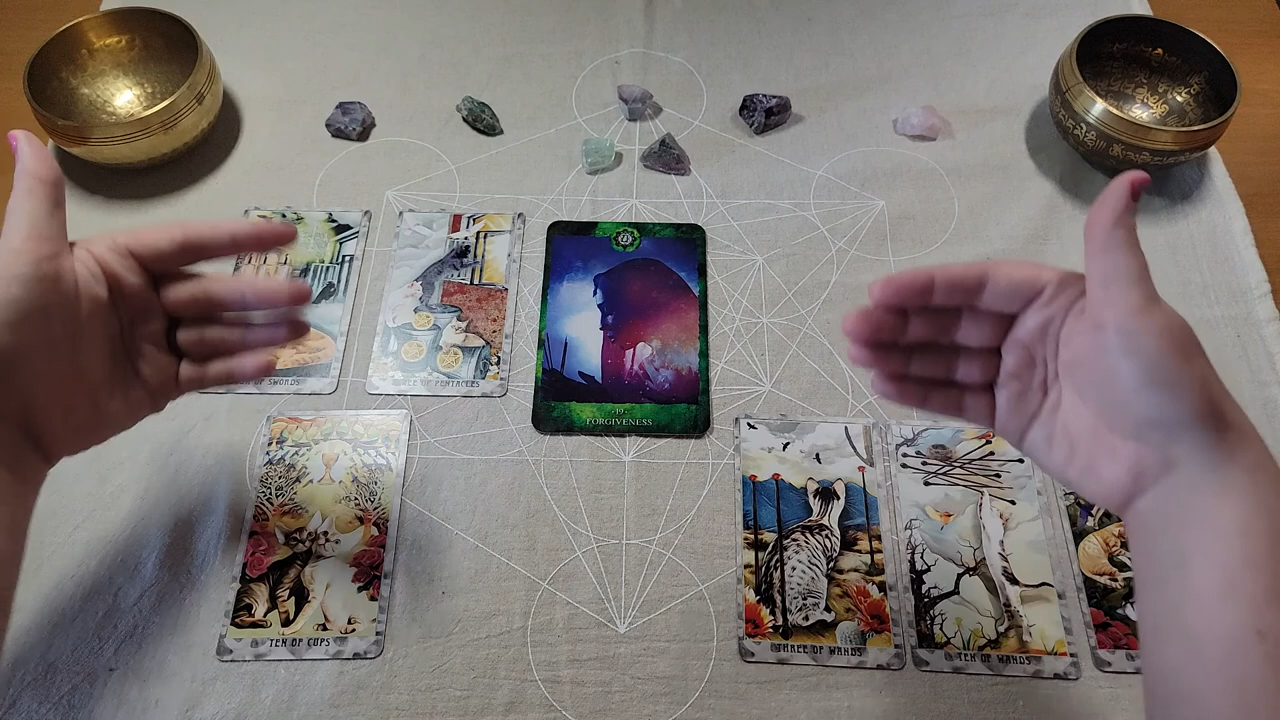 OF SWORDS
OF PENTACLES
-19-
FORGIVENESS
TEN OF CUPS
THREE OF WANDS
TEN OF WANDS